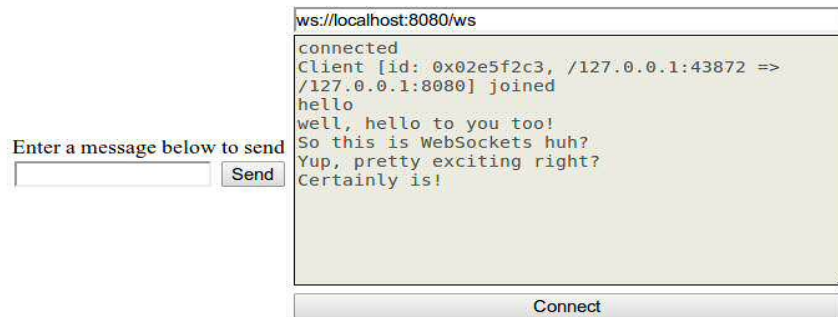 ws://localhost:8080/ws
connected
Client [id: 0x02e5f2c3, /127.0.0.1:43872 =>
/127.0.0.1:8080] joined
hello
well, hello to you too!
So this is WebSockets huh?
Yup, pretty exciting right?
Certainly is!
Enter a message below to send
Send
Connect